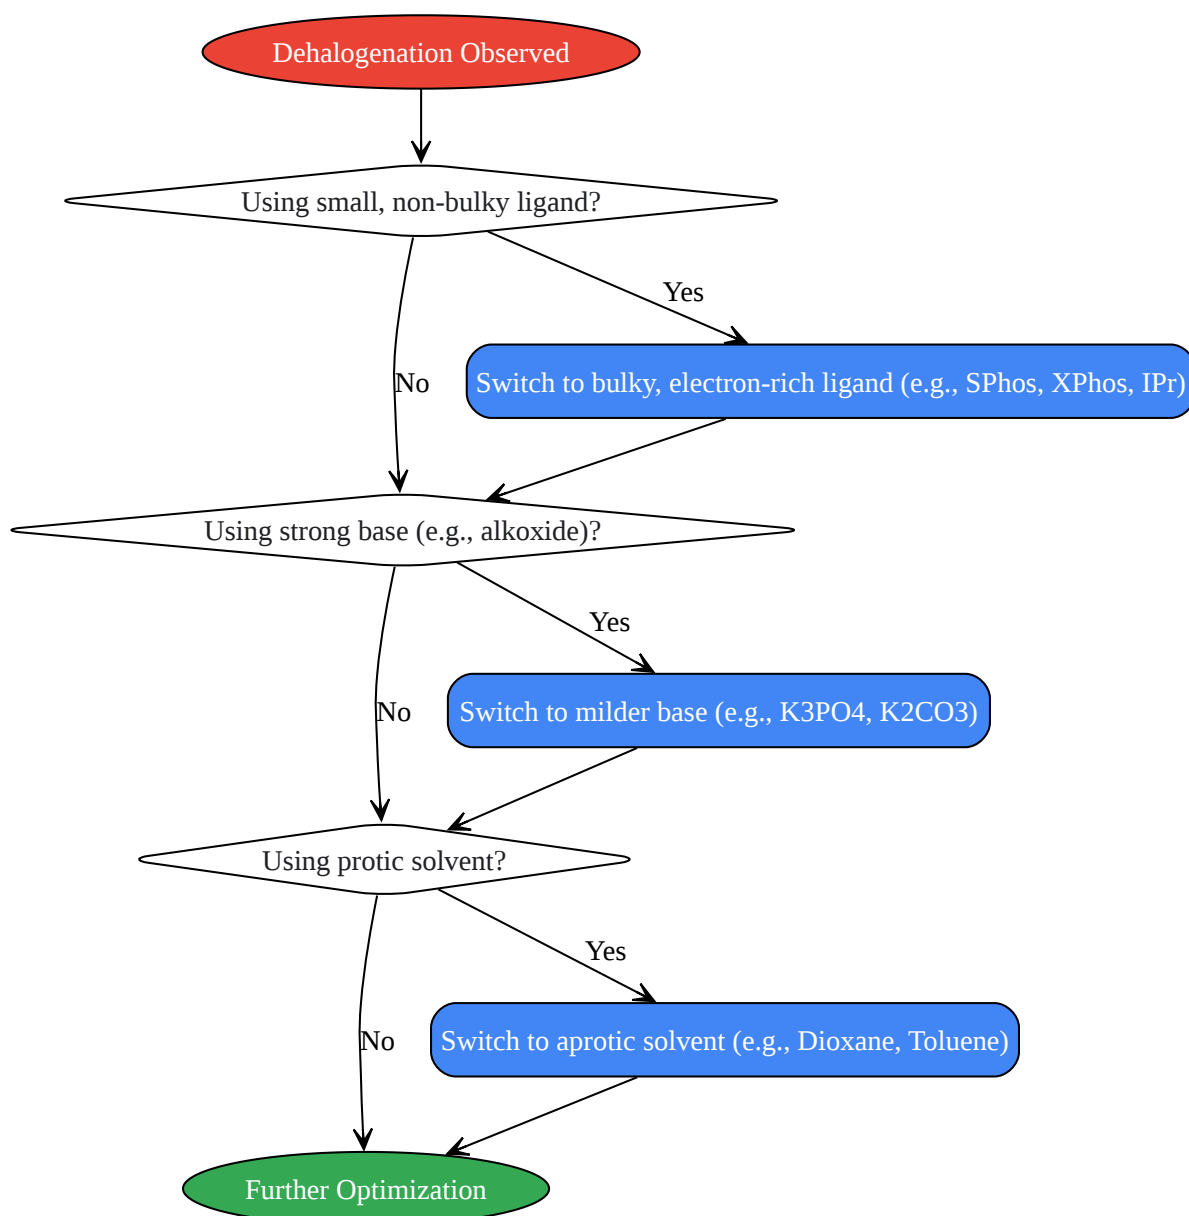 Dehalogenation Observed
Using small, non-bulky ligand?
Yes
No
Switch to bulky, electron-rich ligand (e.g., SPhos, XPhos, IPr)
Using strong base (e.g., alkoxide)?
Yes
No
Switch to milder base (e.g., K3PO4, K2CO3)
Using protic solvent?
Yes
No
Switch to aprotic solvent (e.g., Dioxane, Toluene)
Further Optimization